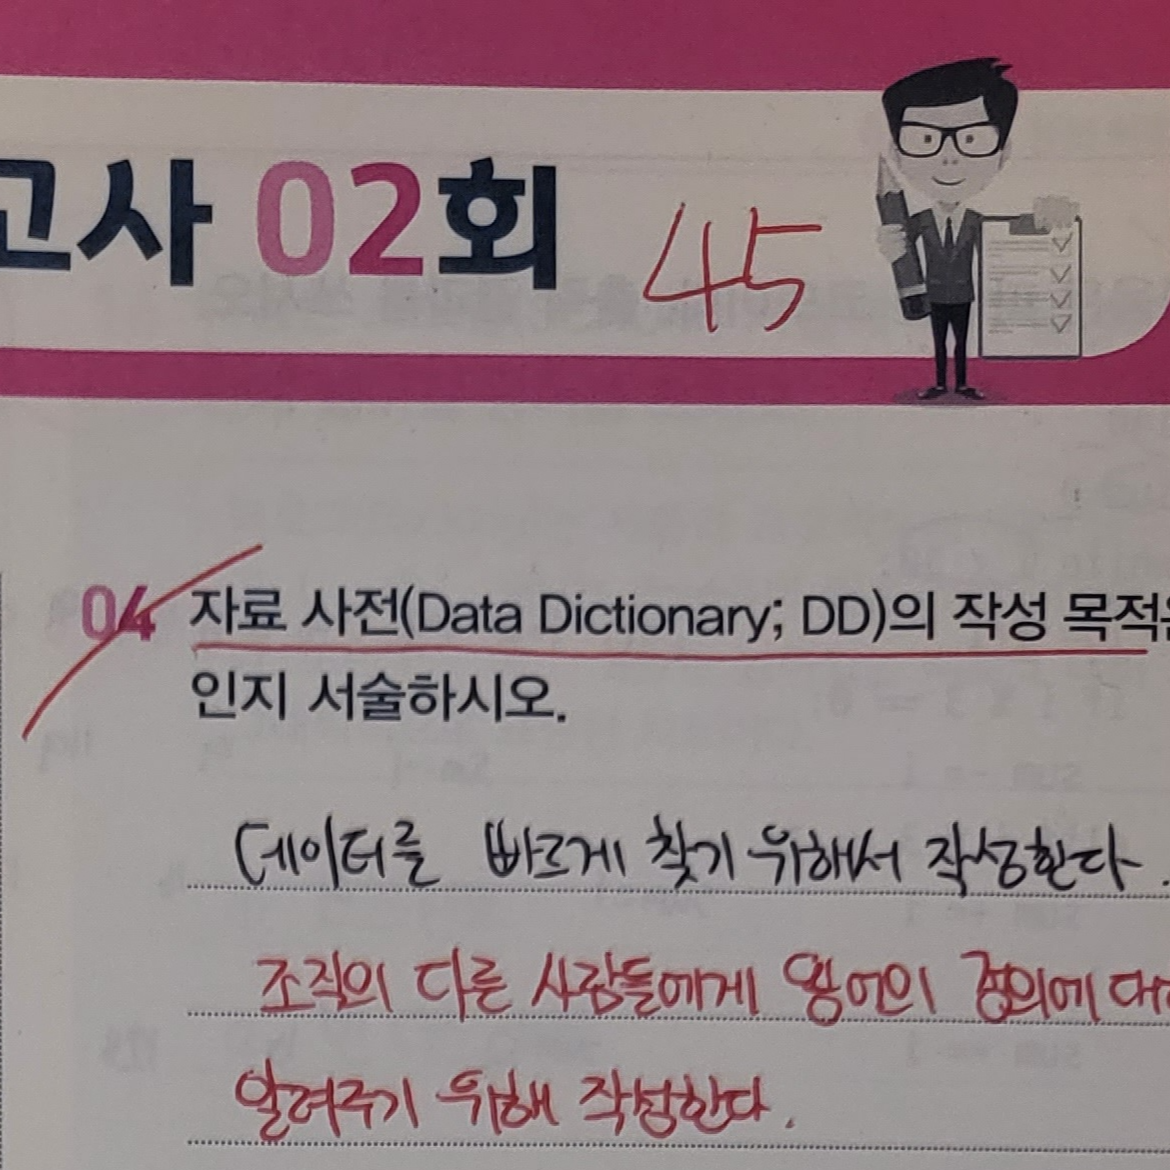 고사 02회 45
04 자료 사전(Data Dictionary; DD)의 작성 목적은
인지 서술하시오.
데이터를 빠르게 찾기 위해서 작성한다.
조직의 다른 사람들에게 용어의 정의에 대해
알려주기 위해 작성한다.